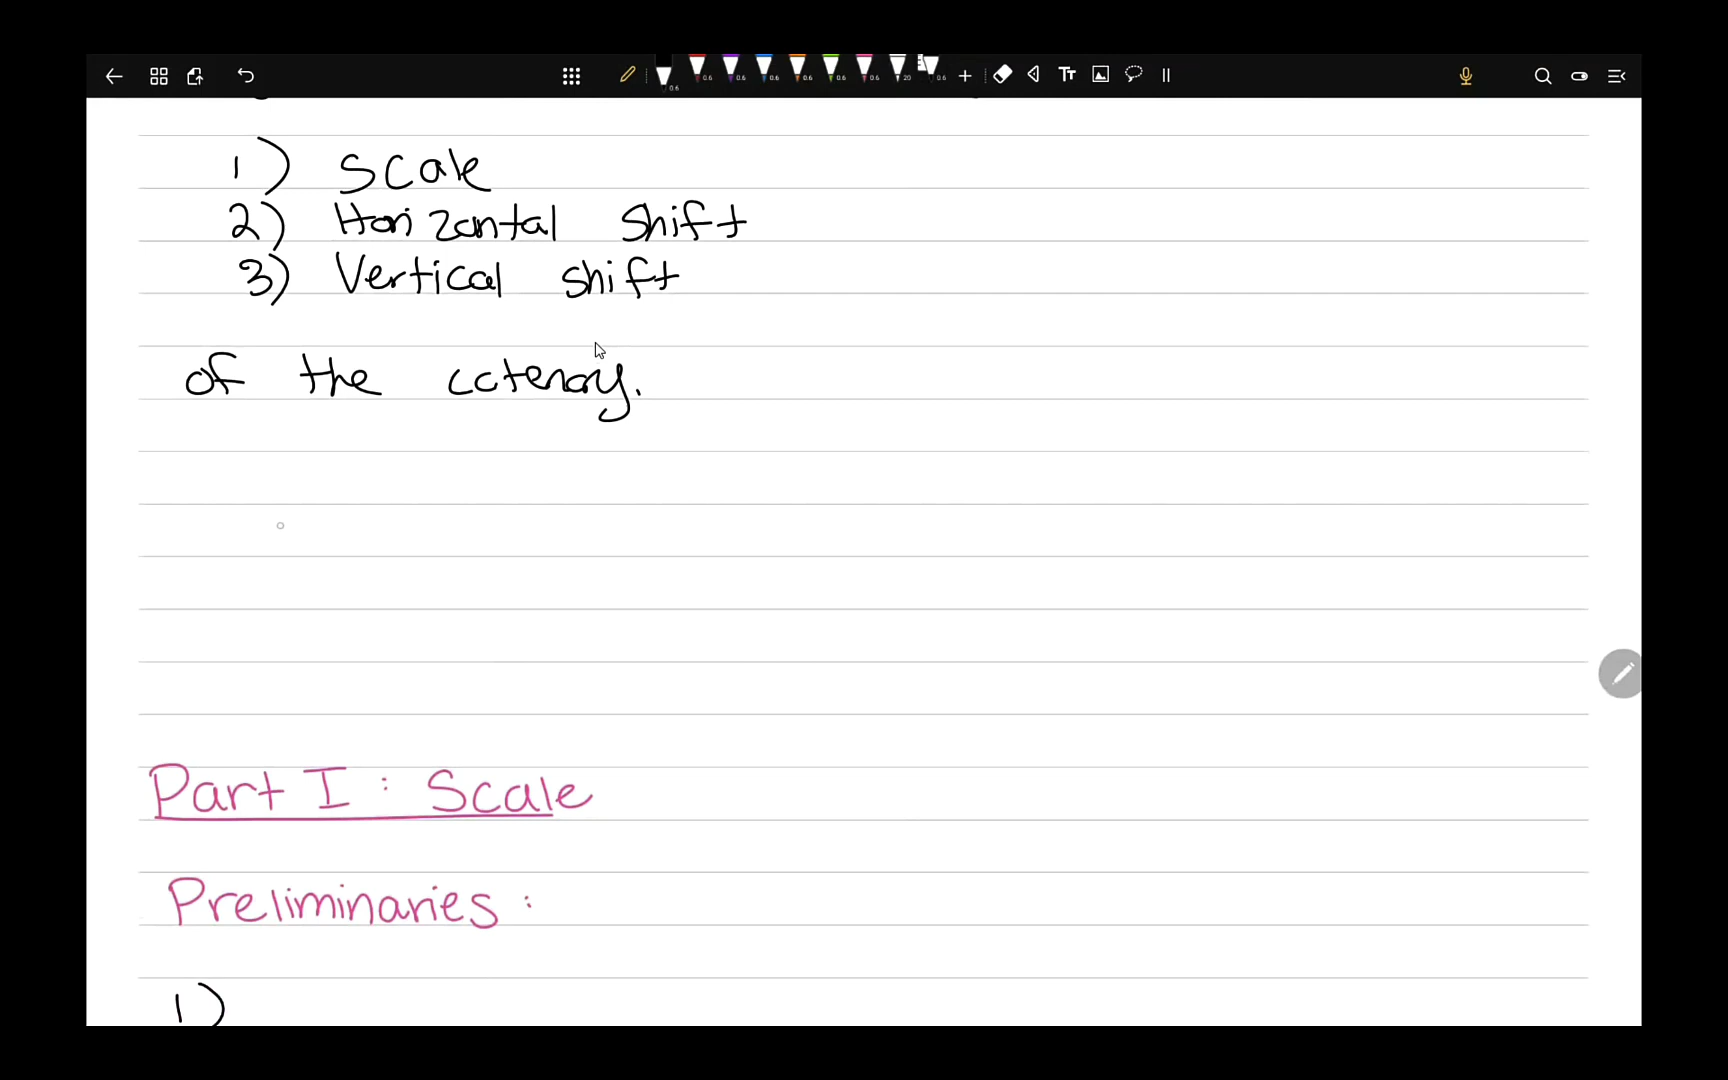 1) Scale
2) Horizontal shift
3) Vertical shift
of the catenary.
Part I : Scale
Preliminaries :
1)